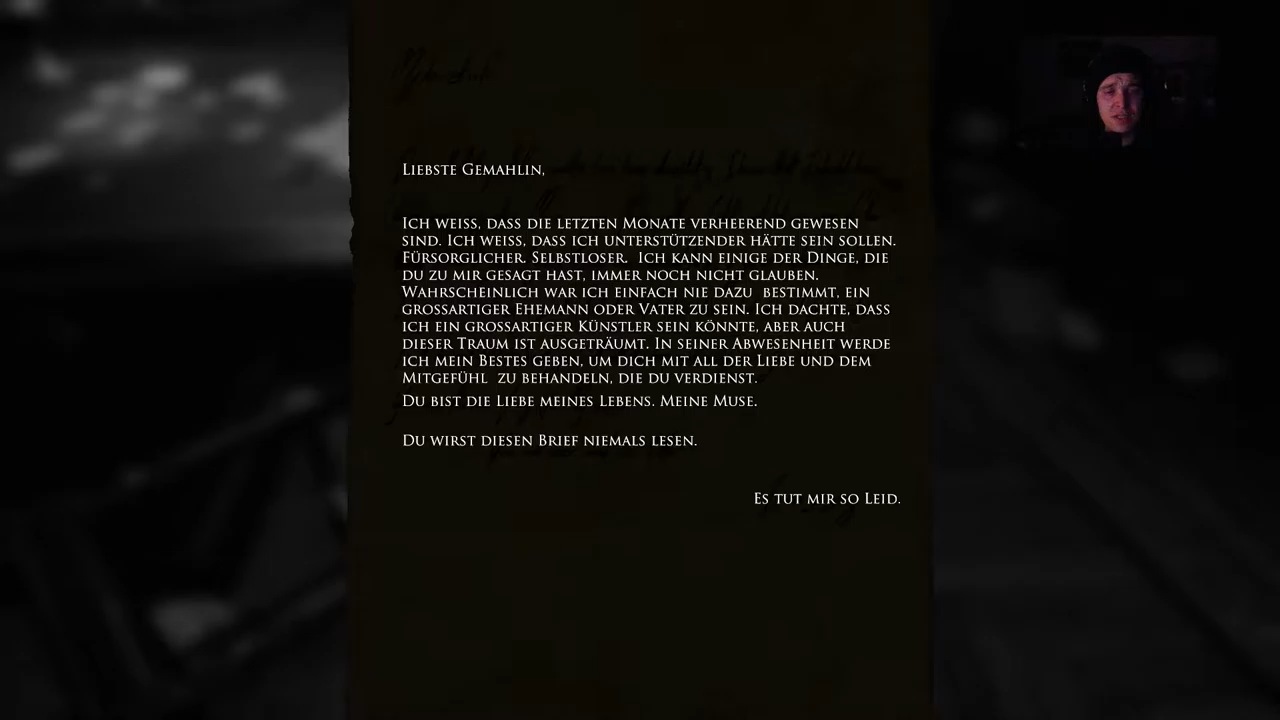 Liebste Gemahlin,
Ich weiss, dass die letzten Monate verheerend gewesen
sind. Ich weiss, dass ich unterstützender hätte sein sollen.
Fürsorglicher. Selbstloser.  Ich kann einige der Dinge, die
du zu mir gesagt hast, immer noch nicht glauben.
Wahrscheinlich war ich einfach nie dazu  bestimmt, ein
grossartiger Ehemann oder Vater zu sein. Ich dachte, dass
ich ein grossartiger Künstler sein könnte, aber auch
dieser Traum ist ausgeträumt. In seiner Abwesenheit werde
ich mein Bestes geben, um dich mit all der Liebe und dem
Mitgefühl  zu behandeln, die du verdienst.
Du bist die Liebe meines Lebens. Meine Muse.
Du wirst diesen Brief niemals lesen.
Es tut mir so Leid.